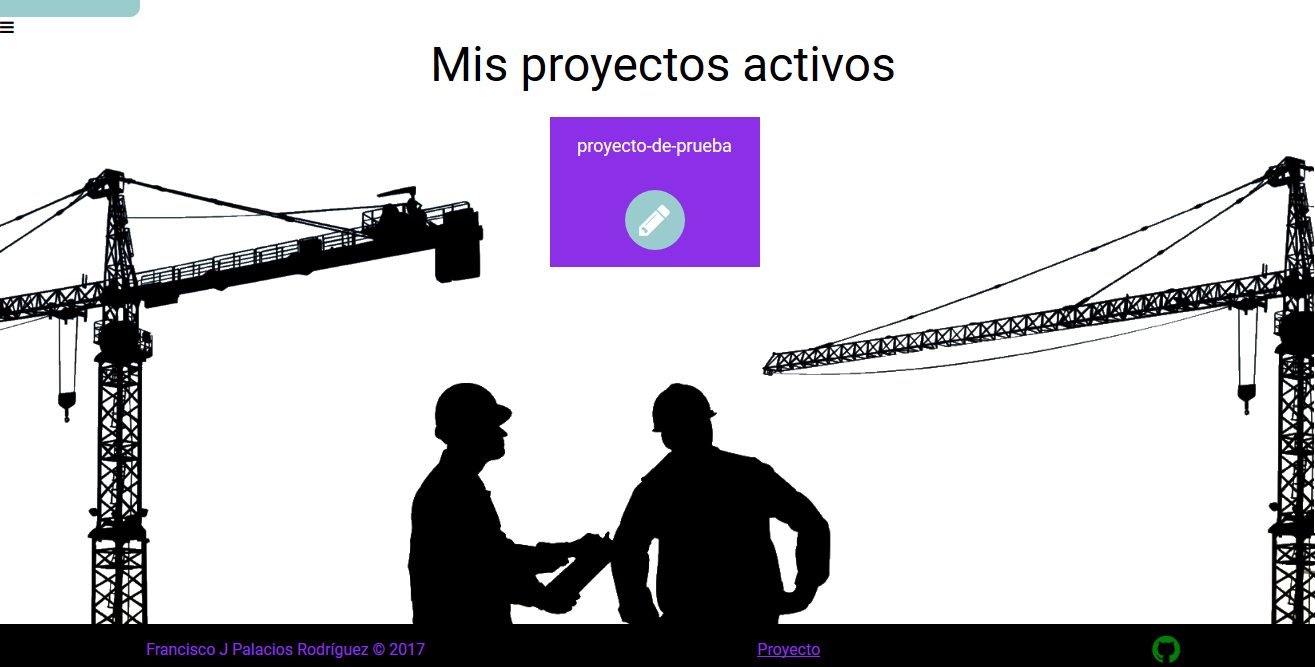 Mis proyectos activos
proyecto-de-prueba
Francisco J Palacios Rodríguez © 2017
Proyecto